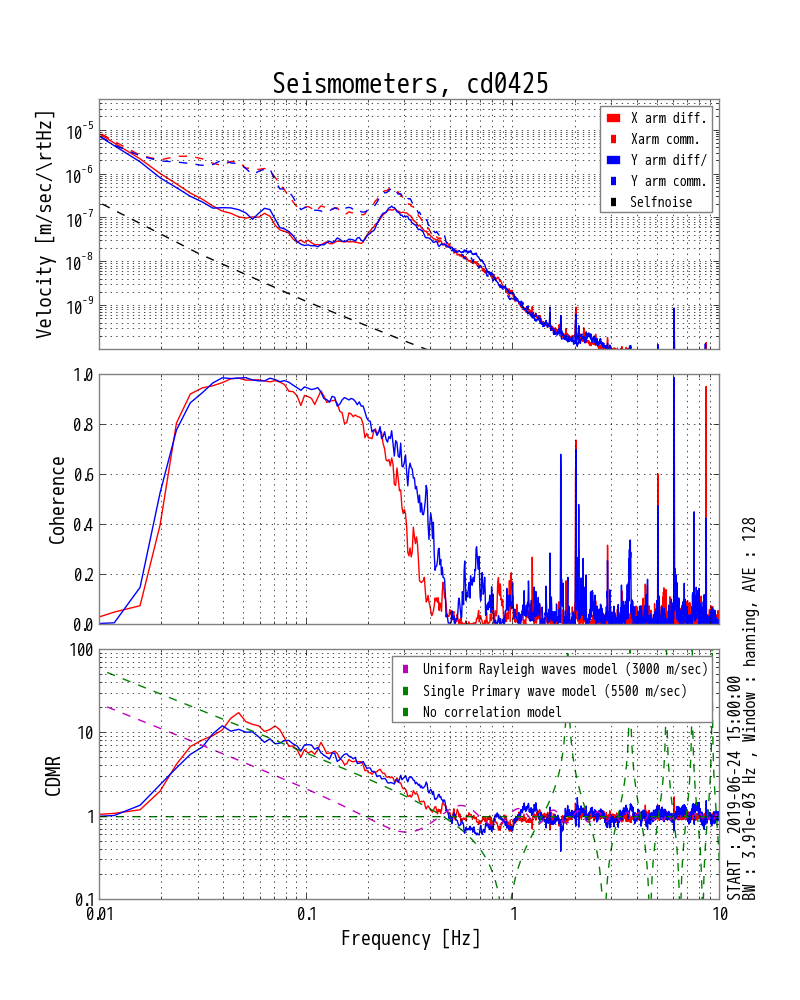 Seismometers, cd0425
Velocity [m/sec/\rtHz]
10^-5
10^-6
10^-7
10^-8
10^-9
X arm diff.
Xarm comm.
Y arm diff/
Y arm comm.
Selfnoise
Coherence
1.0
0.8
0.6
0.4
0.2
0.0
CDMR
100
10
1
0.1
Uniform Rayleigh waves model (3000 m/sec)
Single Primary wave model (5500 m/sec)
No correlation model
0.01
0.1
1
10
Frequency [Hz]
START : 2019-06-24 15:00:00
BW : 3.91e-03 Hz , Window : hanning, AVE : 128